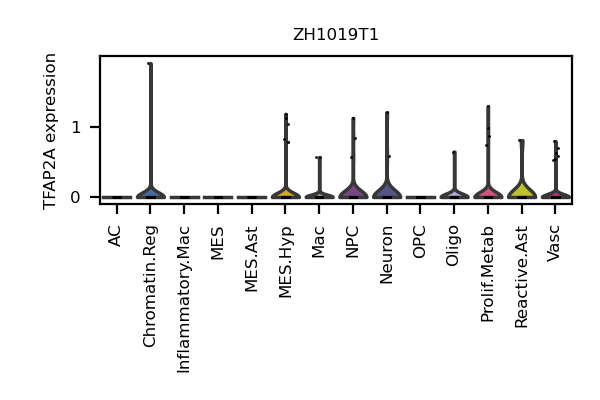 ZH1019T1
TFAP2A expression
1
0
AC
Chromatin.Reg
Inflammatory.Mac
MES
MES.Ast
MES.Hyp
Mac
NPC
Neuron
OPC
Oligo
Prolif.Metab
Reactive.Ast
Vasc